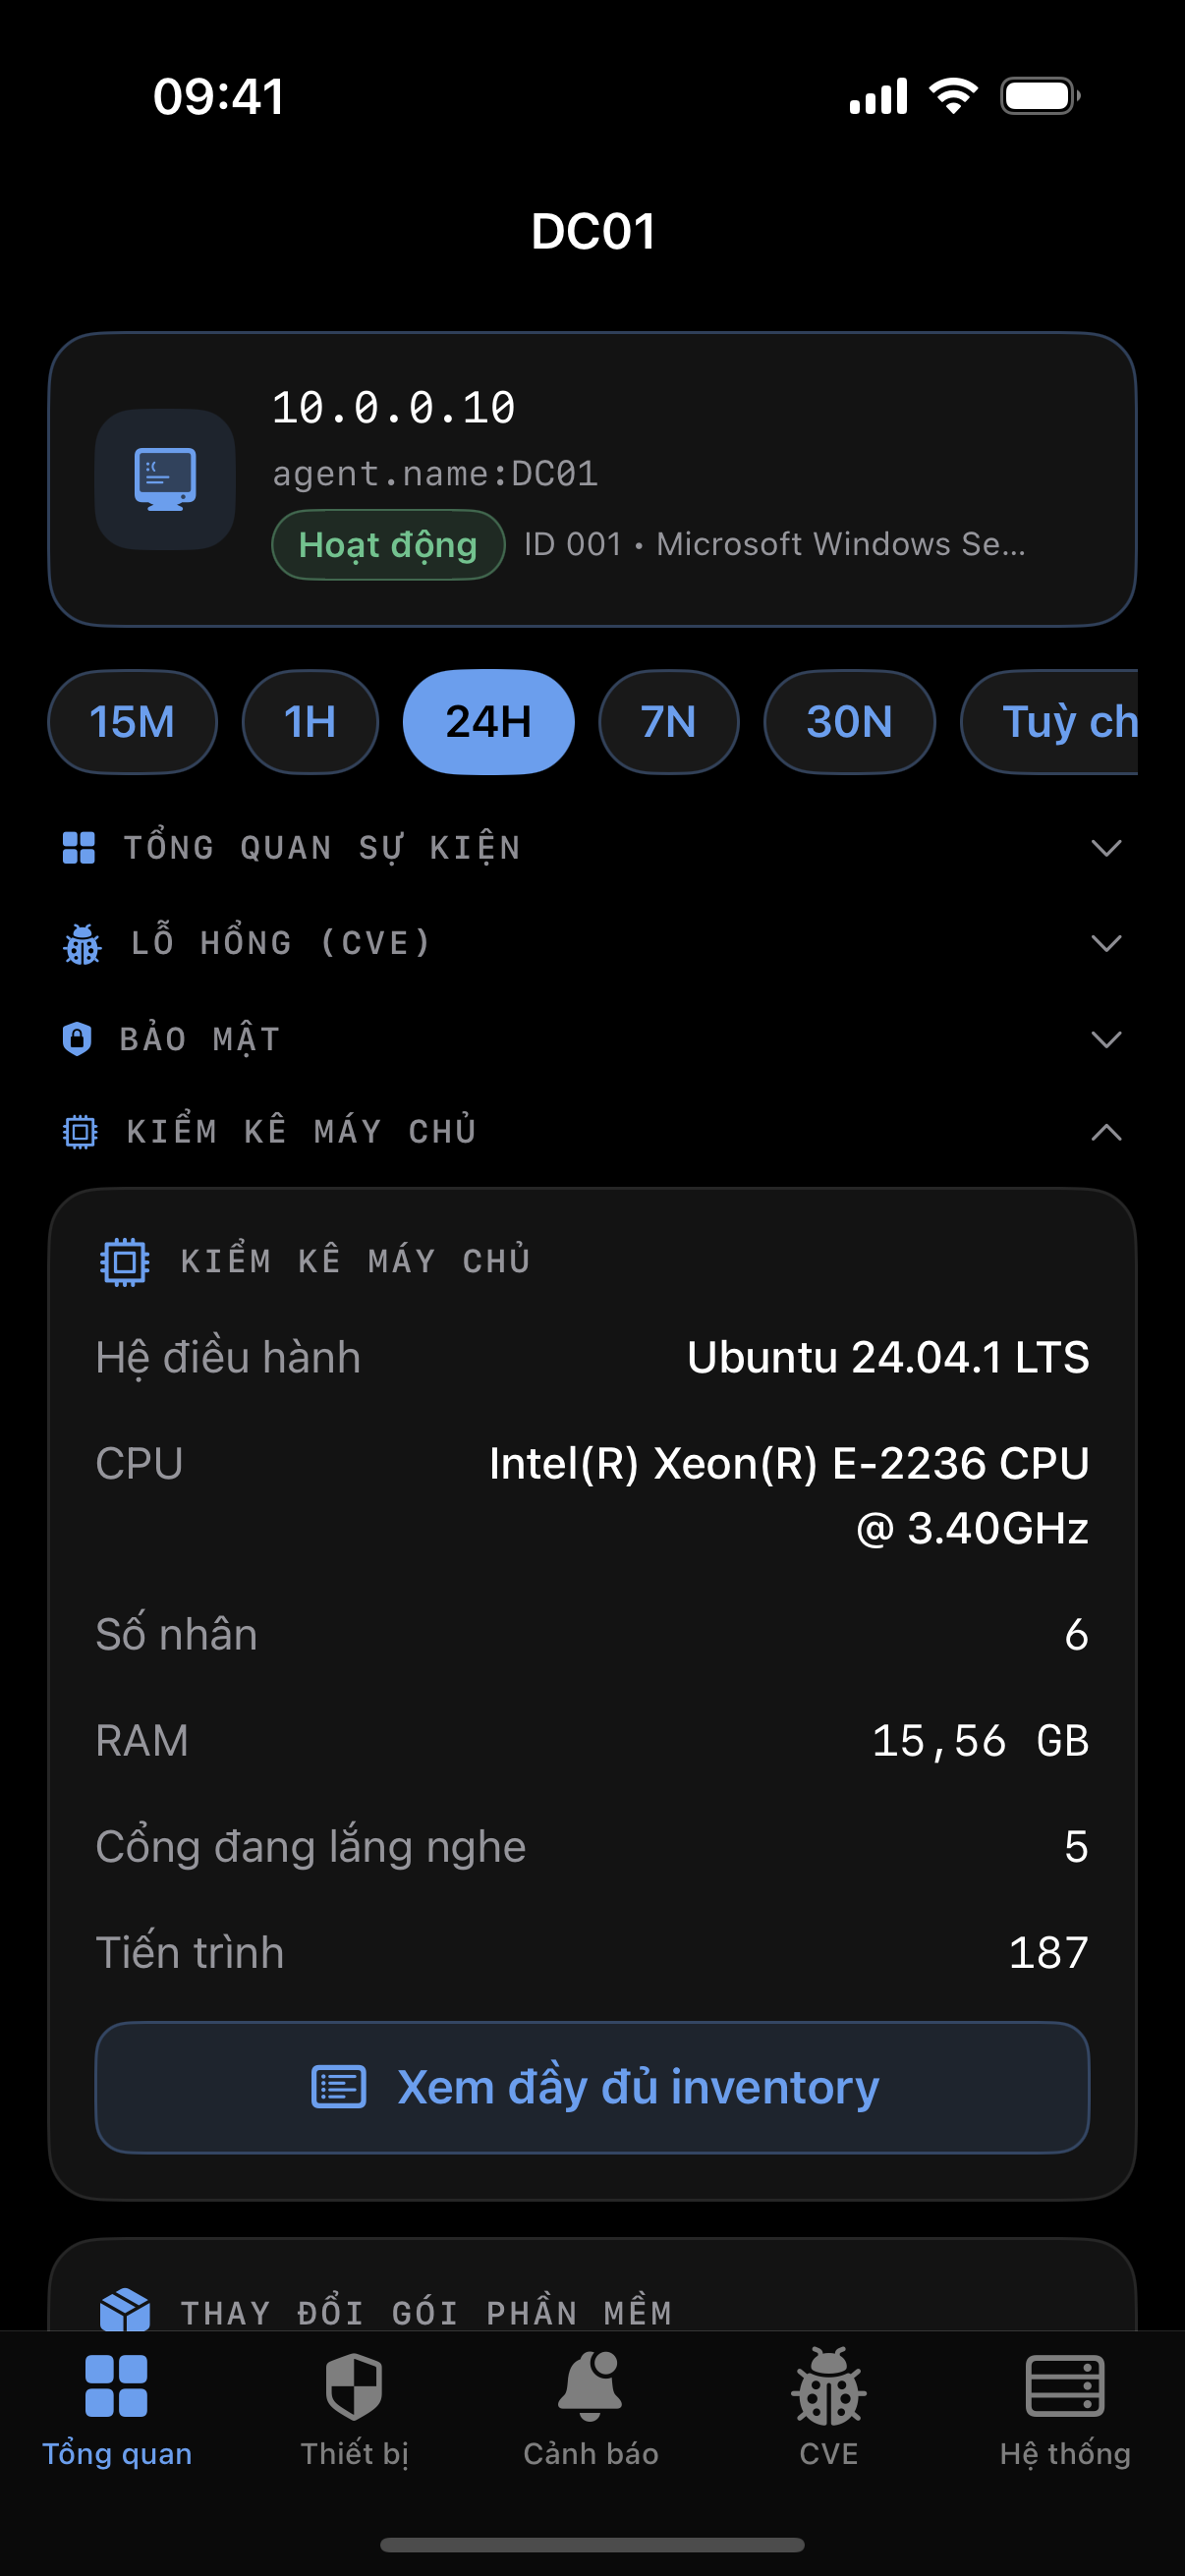 09:41
DC01
10.0.0.10
agent.name:DC01
Hoạt động ID 001 • Microsoft Windows Se...
15M 1H 24H 7N 30N Tuỳ ch
TỔNG QUAN SỰ KIỆN
LỖ HỔNG (CVE)
BẢO MẬT
KIỂM KÊ MÁY CHỦ
KIỂM KÊ MÁY CHỦ
Hệ điều hành Ubuntu 24.04.1 LTS
CPU Intel(R) Xeon(R) E-2236 CPU
@ 3.40GHz
Số nhân 6
RAM 15,56 GB
Cổng đang lắng nghe 5
Tiến trình 187
Xem đầy đủ inventory
THAY ĐỔI GÓI PHẦN MỀM
Tổng quan Thiết bị Cảnh báo CVE Hệ thống